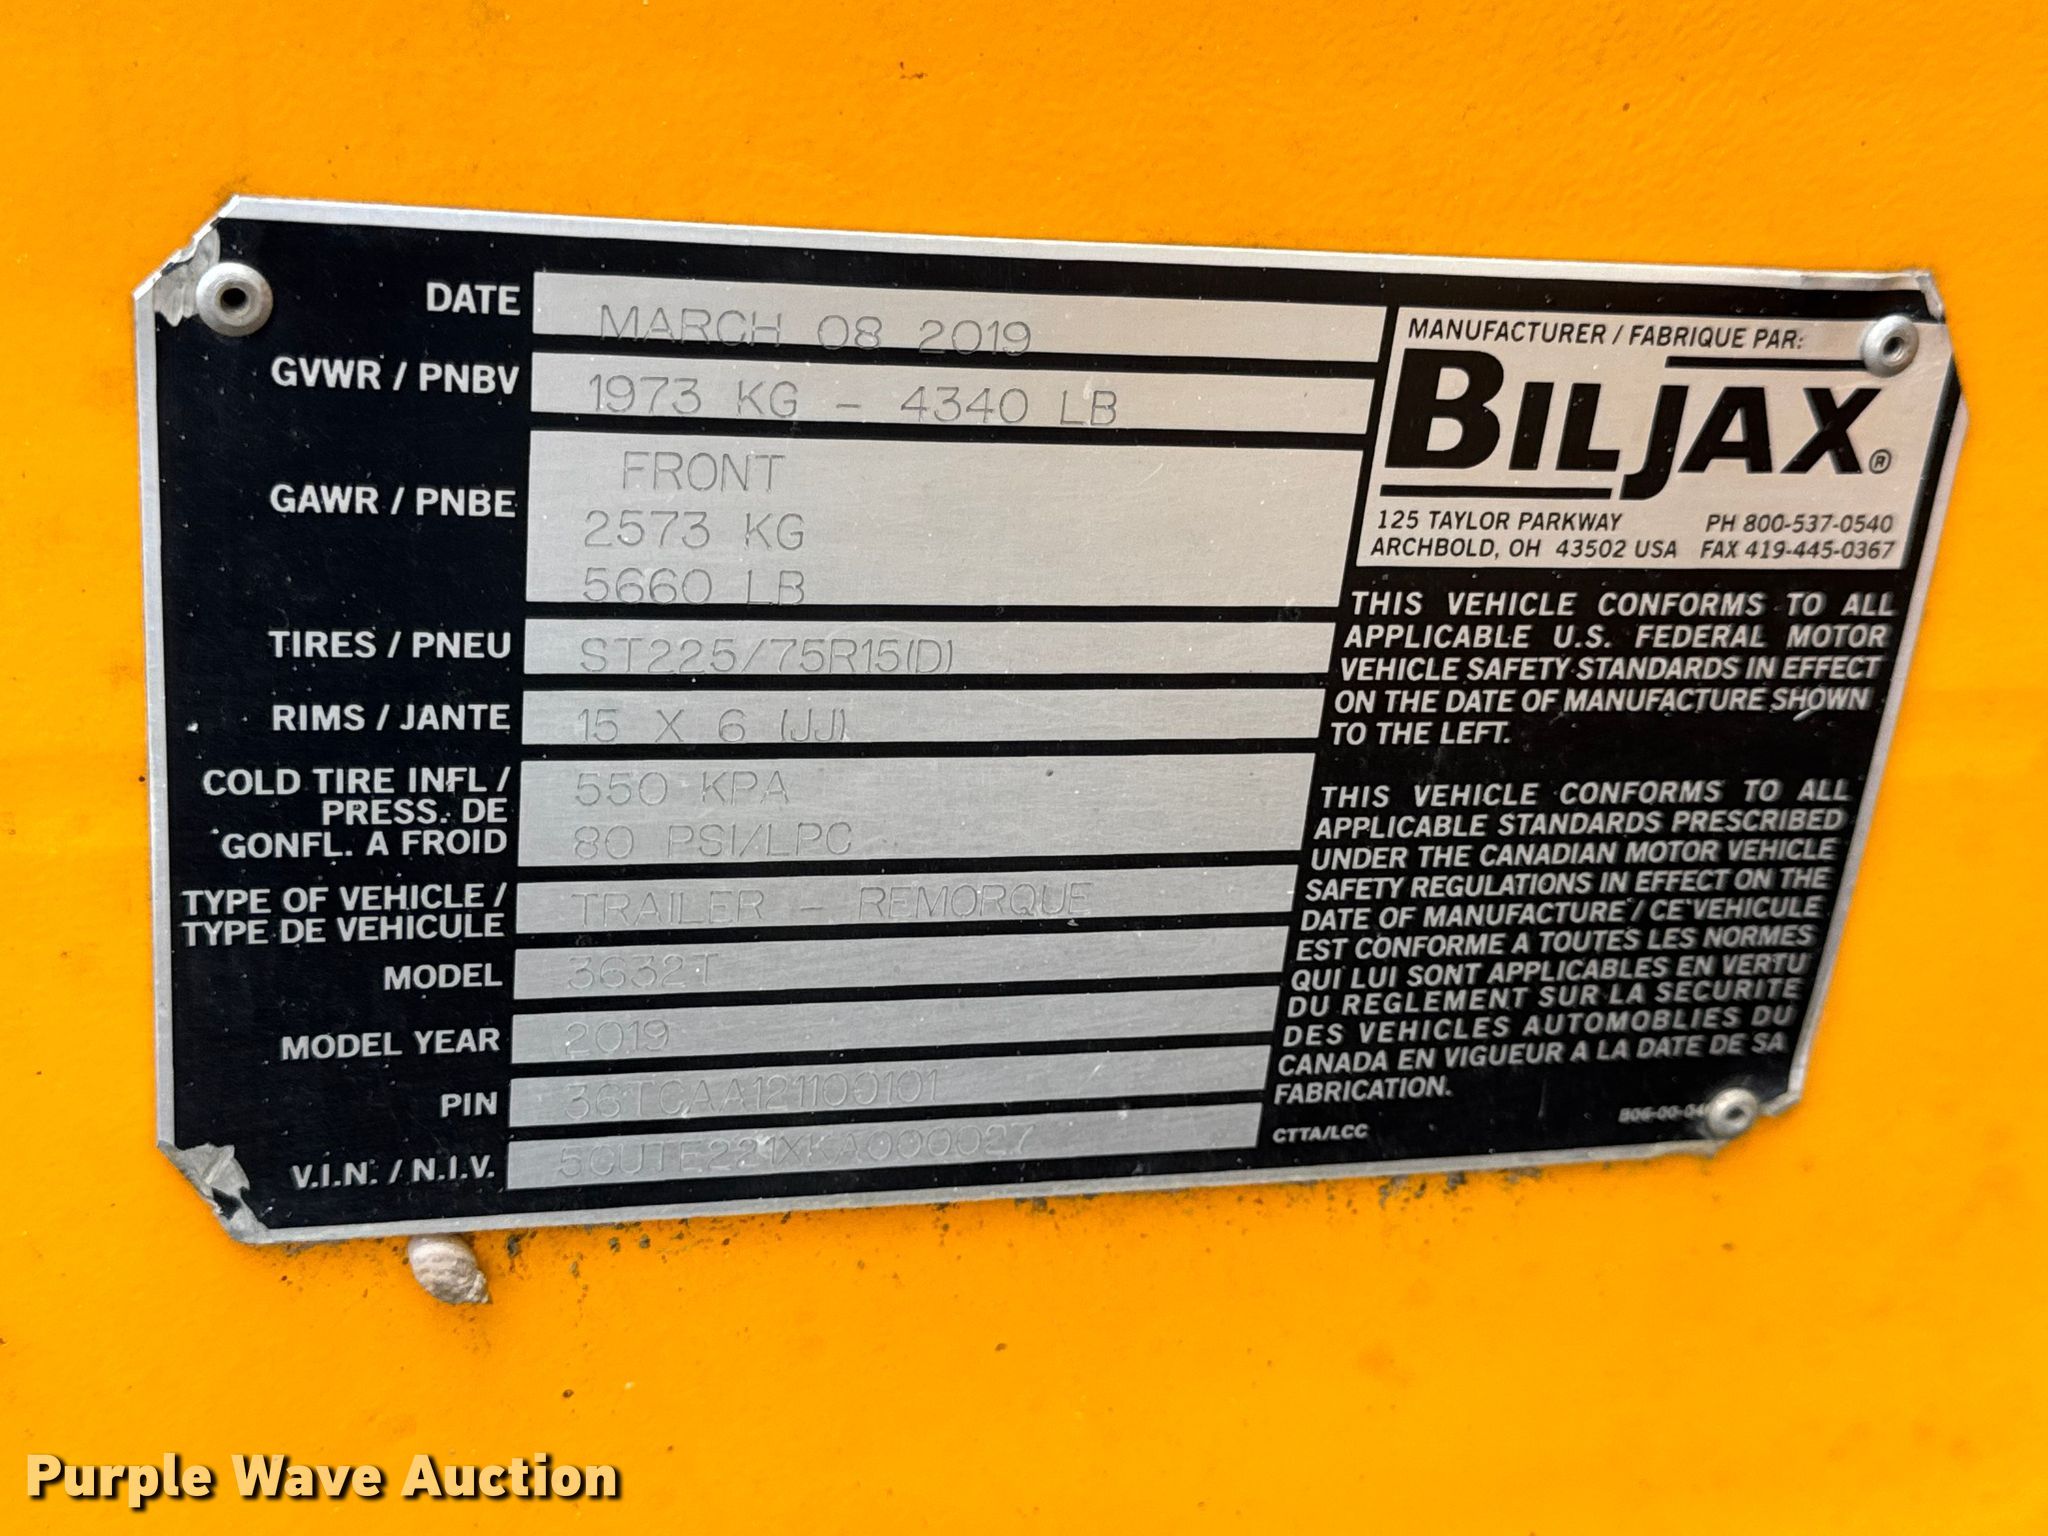 DATE MARCH 08 2019
GVWR / PNBV 1973 KG - 4340 LB
GAWR / PNBE FRONT
2573 KG
5660 LB
TIRES / PNEU ST225/75R15(D)
RIMS / JANTE 15 X 6 (JJ)
COLD TIRE INFL /
PRESS. DE
GONFL. A FROID
550 KPA
80 PSI/LPC
TYPE OF VEHICLE /
TYPE DE VEHICULE
TRAILER - REMORQUE
MODEL 3632T
MODEL YEAR 2019
PIN 36TCAA121100101
V.I.N. / N.I.V. 5CUTE221XKA000027
MANUFACTURER / FABRIQUE PAR:
BILJAX®
125 TAYLOR PARKWAY PH 800-537-0540
ARCHBOLD, OH 43502 USA FAX 419-445-0367
THIS VEHICLE CONFORMS TO ALL
APPLICABLE U.S. FEDERAL MOTOR
VEHICLE SAFETY STANDARDS IN EFFECT
ON THE DATE OF MANUFACTURE SHOWN
TO THE LEFT.
THIS VEHICLE CONFORMS TO ALL
APPLICABLE STANDARDS PRESCRIBED
UNDER THE CANADIAN MOTOR VEHICLE
SAFETY REGULATIONS IN EFFECT ON THE
DATE OF MANUFACTURE / CE VEHICULE
EST CONFORME A TOUTES LES NORMES
QUI LUI SONT APPLICABLES EN VERTU
DU REGLEMENT SUR LA SECURITE
DES VEHICLES AUTOMOBLIES DU
CANADA EN VIGUEUR A LA DATE DE SA
FABRICATION.
CTTA/LCC
Purple Wave Auction